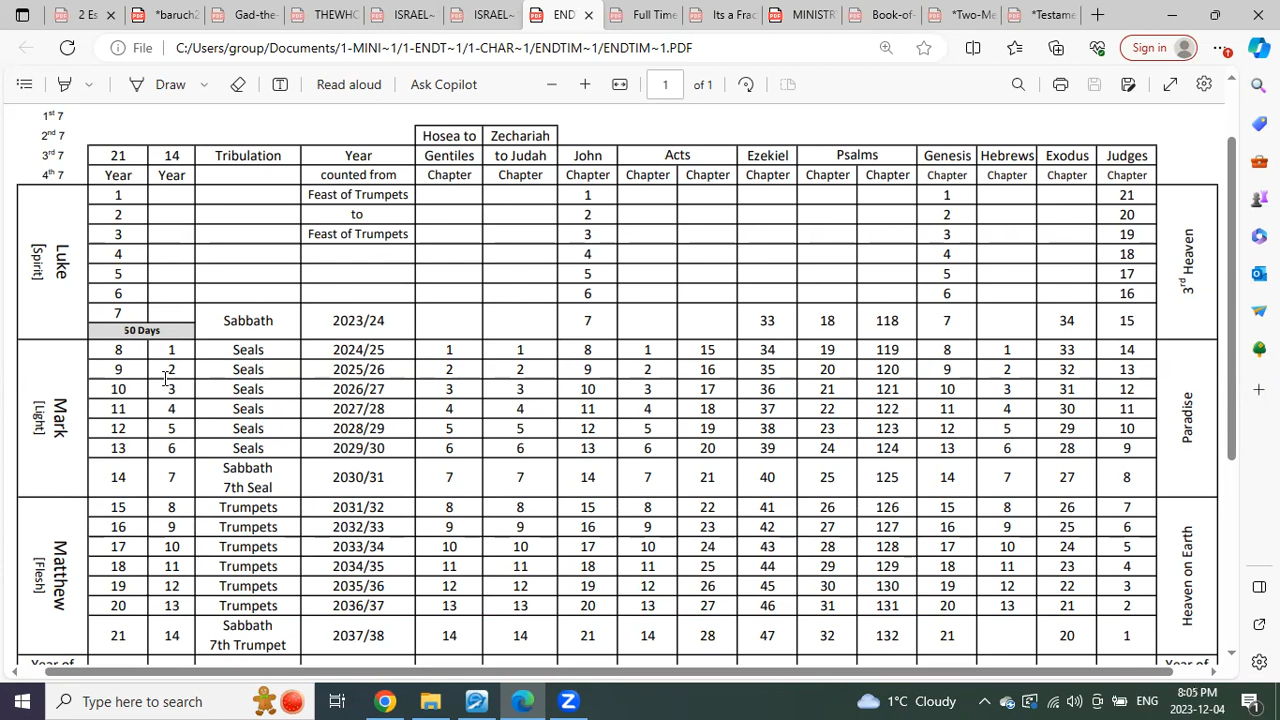 2 Es
*baruch2
Gad-the-
THEWHO
ISRAEL~
ISRAEL~
END
Full Time
Its a Frac
MINISTR
Book-of-
*Two-Me
*Testame
File C:/Users/group/Documents/1-MINI~1/1-ENDT~1/1-CHAR~1/ENDTIM~1/ENDTIM~1.PDF Sign in
Draw Read aloud Ask Copilot 1 of 1
1st 7
2nd 7 Hosea to Zechariah
3rd 7 21 14 Tribulation Year Gentiles to Judah John Acts Ezekiel Psalms Genesis Hebrews Exodus Judges
4th 7 Year Year counted from Chapter Chapter Chapter Chapter Chapter Chapter Chapter Chapter Chapter Chapter Chapter Chapter
1 Feast of Trumpets 1 1 21
2 to 2 2 20
3 Feast of Trumpets 3 3 19
Luke
[Spirit]
4 4 4 18
3rd Heaven
5 5 5 17
6 6 6 16
7 Sabbath 2023/24 7 33 18 118 7 34 15
50 Days
8 1 Seals 2024/25 1 1 8 1 15 34 19 119 8 1 33 14
9 2 Seals 2025/26 2 2 9 2 16 35 20 120 9 2 32 13
10 3 Seals 2026/27 3 3 10 3 17 36 21 121 10 3 31 12
Mark
[Light]
11 4 Seals 2027/28 4 4 11 4 18 37 22 122 11 4 30 11
Paradise
12 5 Seals 2028/29 5 5 12 5 19 38 23 123 12 5 29 10
13 6 Seals 2029/30 6 6 13 6 20 39 24 124 13 6 28 9
14 7 Sabbath 2030/31 7 7 14 7 21 40 25 125 14 7 27 8
7th Seal
15 8 Trumpets 2031/32 8 8 15 8 22 41 26 126 15 8 26 7
16 9 Trumpets 2032/33 9 9 16 9 23 42 27 127 16 9 25 6
17 10 Trumpets 2033/34 10 10 17 10 24 43 28 128 17 10 24 5
Matthew
[Flesh]
18 11 Trumpets 2034/35 11 11 18 11 25 44 29 129 18 11 23 4
Heaven on Earth
19 12 Trumpets 2035/36 12 12 19 12 26 45 30 130 19 12 22 3
20 13 Trumpets 2036/37 13 13 20 13 27 46 31 131 20 13 21 2
21 14 Sabbath 2037/38 14 14 21 14 28 47 32 132 21 20 1
7th Trumpet
Year of Year of
Type here to search 1°C Cloudy ENG 8:05 PM
2023-12-04